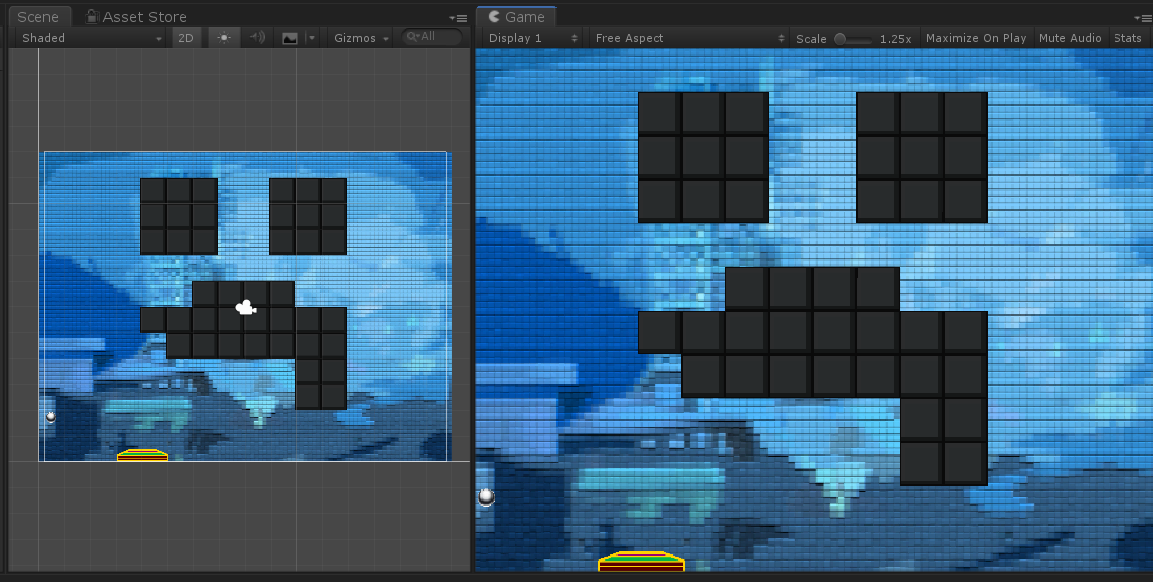 Scene Asset Store
Shaded 2D Gizmos All
Game
Display 1 Free Aspect Scale 1.25x Maximize On Play Mute Audio Stats